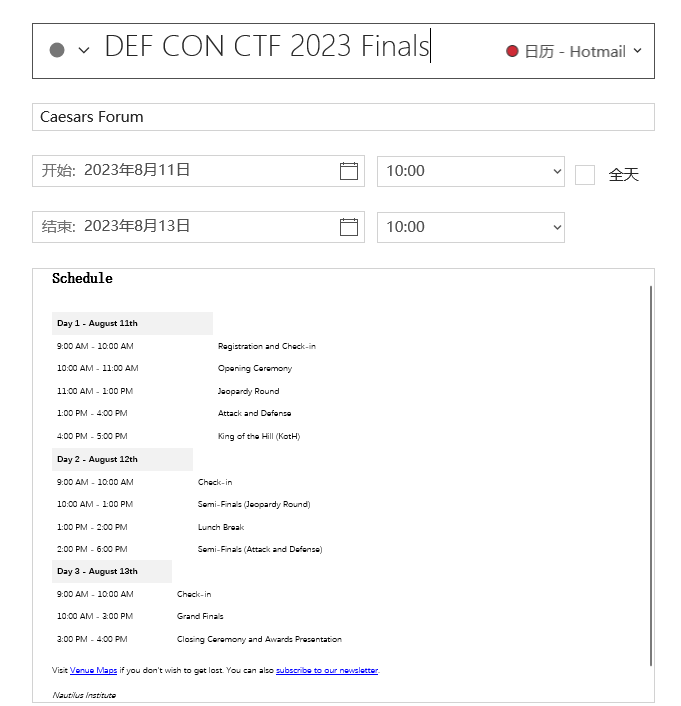 DEF CON CTF 2023 Finals
日历 - Hotmail
Caesars Forum
开始: 2023年8月11日 10:00 全天
结束: 2023年8月13日 10:00
Schedule
Day 1 - August 11th
9:00 AM - 10:00 AM Registration and Check-in
10:00 AM - 11:00 AM Opening Ceremony
11:00 AM - 1:00 PM Jeopardy Round
1:00 PM - 4:00 PM Attack and Defense
4:00 PM - 5:00 PM King of the Hill (KotH)
Day 2 - August 12th
9:00 AM - 10:00 AM Check-in
10:00 AM - 1:00 PM Semi-Finals (Jeopardy Round)
1:00 PM - 2:00 PM Lunch Break
2:00 PM - 6:00 PM Semi-Finals (Attack and Defense)
Day 3 - August 13th
9:00 AM - 10:00 AM Check-in
10:00 AM - 3:00 PM Grand Finals
3:00 PM - 4:00 PM Closing Ceremony and Awards Presentation
Visit Venue Maps if you don't wish to get lost. You can also subscribe to our newsletter.
Nautilus Institute